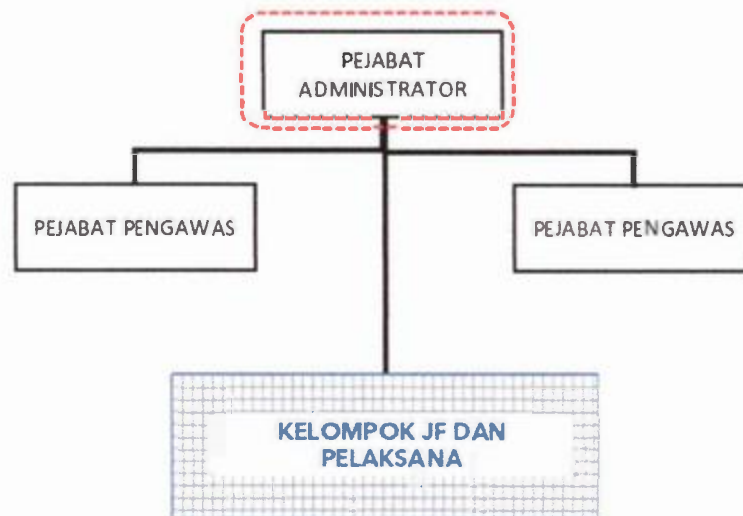 PEJABAT
ADMINISTRATOR
PEJABAT PENGAWAS
PEJABAT PENGAWAS
KELOMPOK JF DAN
PELAKSANA